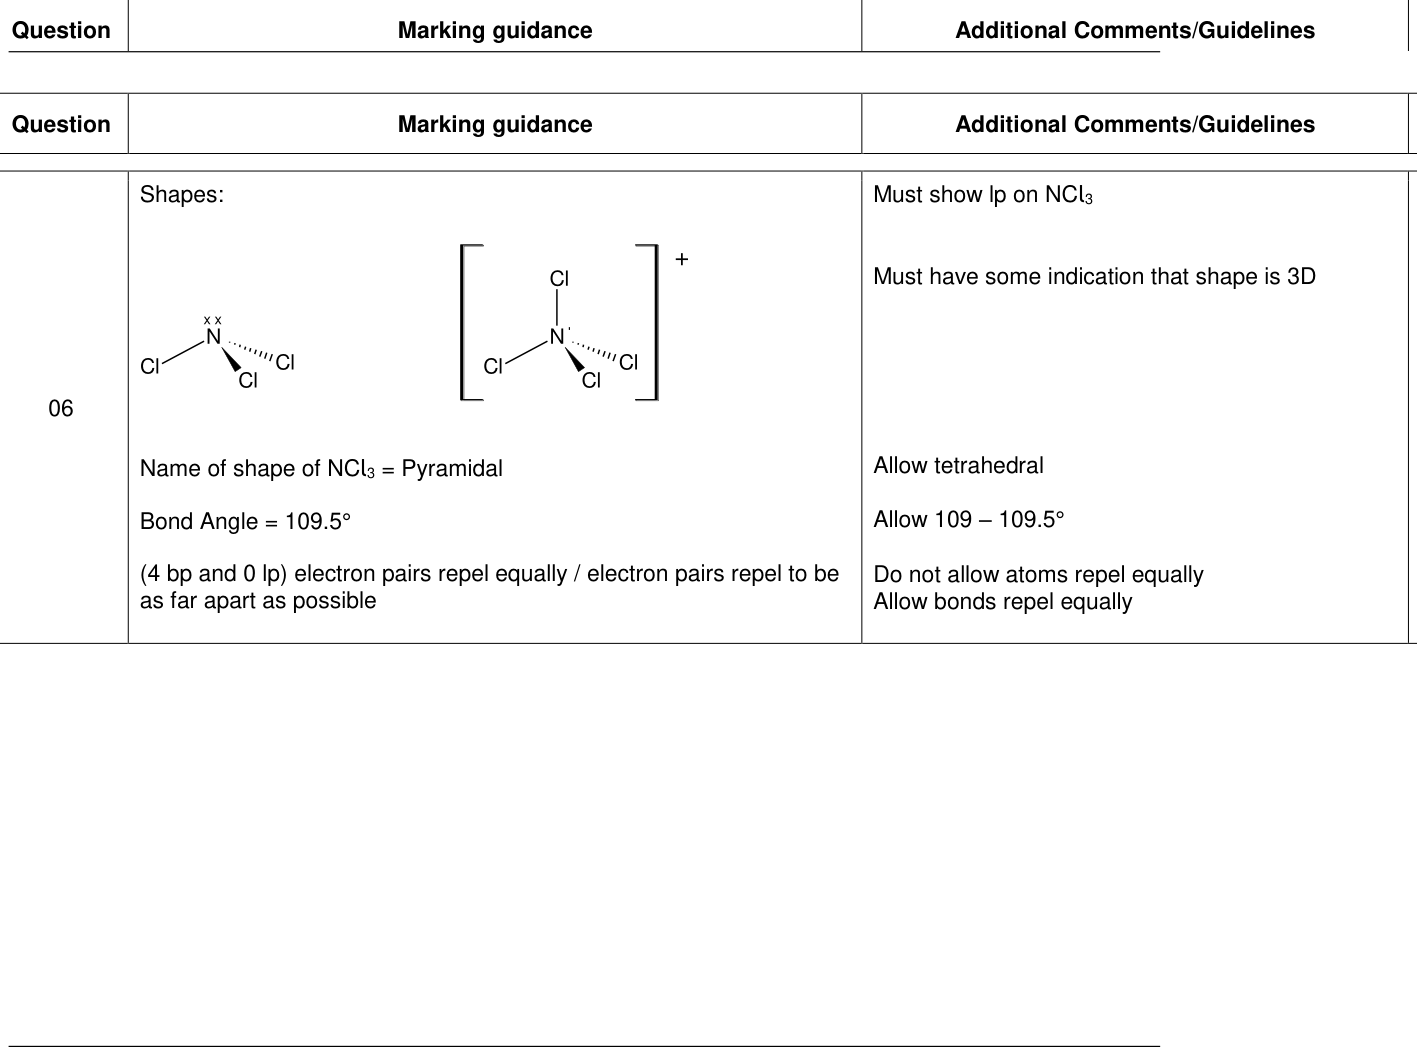 Question Marking guidance Additional Comments/Guidelines
Question Marking guidance Additional Comments/Guidelines
06
Shapes:
x x
N
Cl
Cl
Cl
+
Cl
N
Cl
Cl
Cl
Name of shape of NCl₃ = Pyramidal
Bond Angle = 109.5°
(4 bp and 0 lp) electron pairs repel equally / electron pairs repel to be
as far apart as possible
Must show lp on NCl₃
Must have some indication that shape is 3D
Allow tetrahedral
Allow 109 – 109.5°
Do not allow atoms repel equally
Allow bonds repel equally